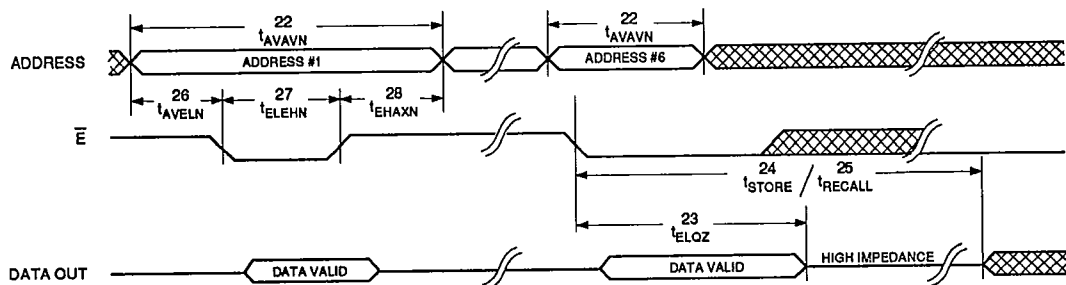 22
tAVAVN
22
tAVAVN
ADDRESS
ADDRESS #1
ADDRESS #6
26
tAVELN
27
tELEHN
28
tEHAXN
E
24
tSTORE
/
25
tRECALL
23
tELQZ
DATA OUT
DATA VALID
DATA VALID
HIGH IMPEDANCE